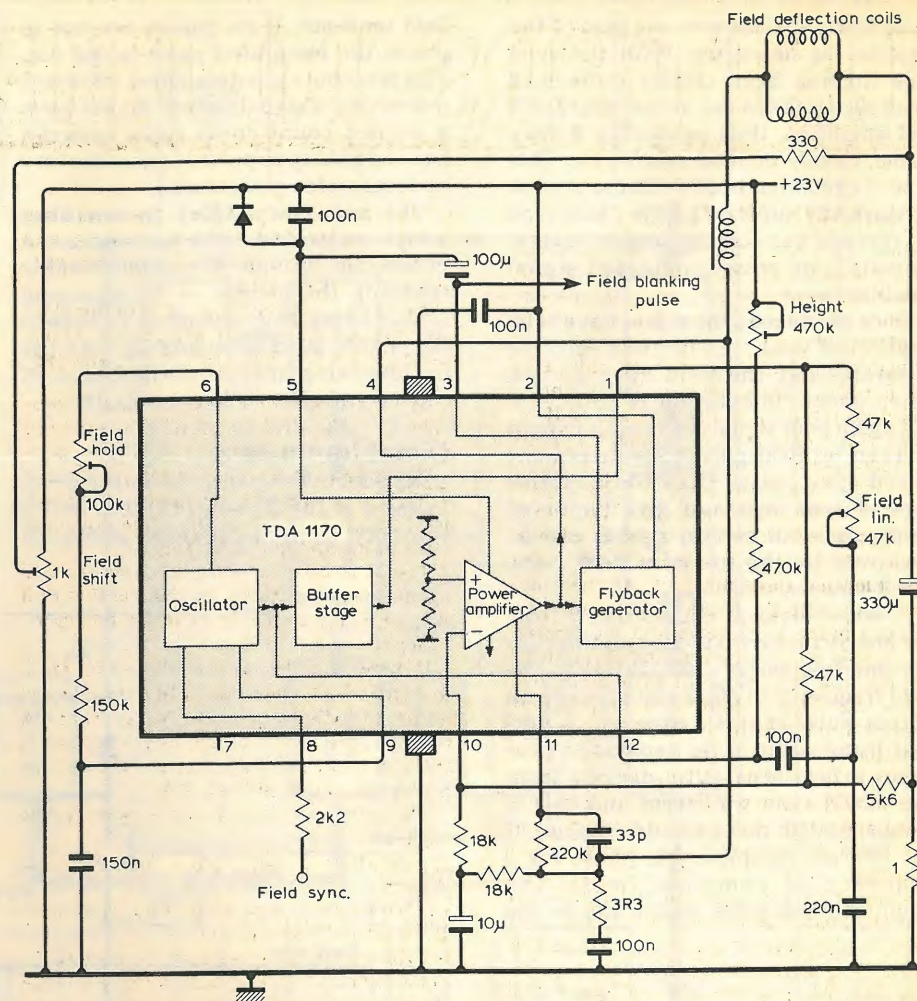 Field deflection coils
330
+23V
100n
100µ
Field blanking
pulse
100n
Height
470k
6
5
4
3
2
1
47k
Field
hold
100k
Field
lin.
47k
TDA 1170
1k
Field
shift
Oscillator
Buffer
stage
+
Power
amplifier
−
Flyback
generator
470k
330µ
150k
47k
7
8
9
10
11
12
100n
5k6
2k2
18k
220k
33p
150n
18k
1
Field sync.
3R3
10µ
220n
100n